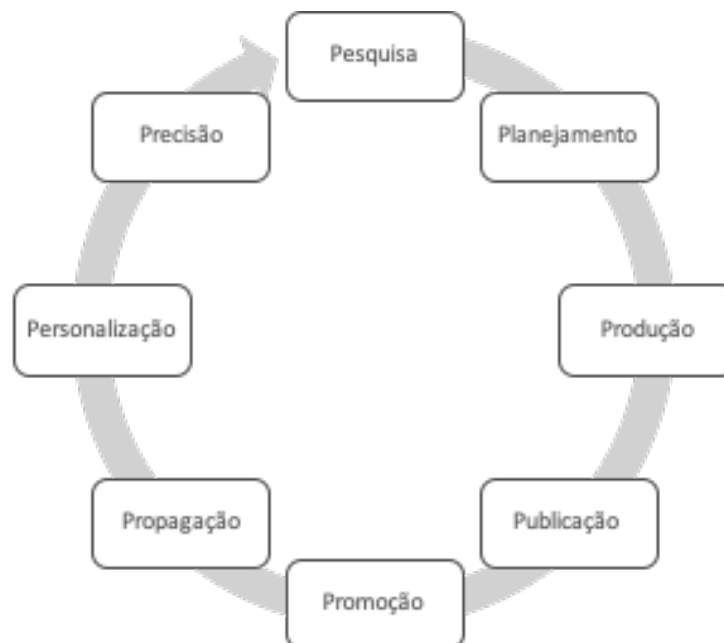 Pesquisa
Planejamento
Produção
Publicação
Promoção
Propagação
Personalização
Precisão